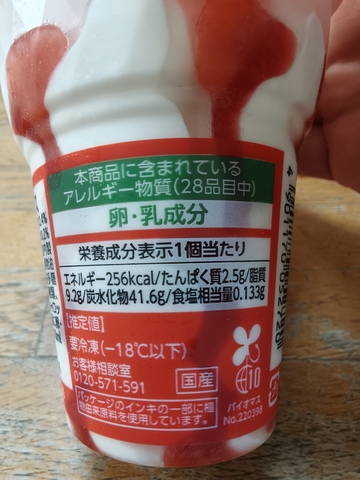 本商品に含まれている
アレルギー物質(28品目中)
卵・乳成分
栄養成分表示1個当たり
エネルギー256kcal/たんぱく質2.5g/脂質
9.2g/炭水化物41.6g/食塩相当量0.133g
[推定値]
要冷凍(-18℃以下)
お客様相談室
0120-571-591
国産
パッケージのインキの一部に植
物由来原料を使用しています。
10
バイオマス
No.220398